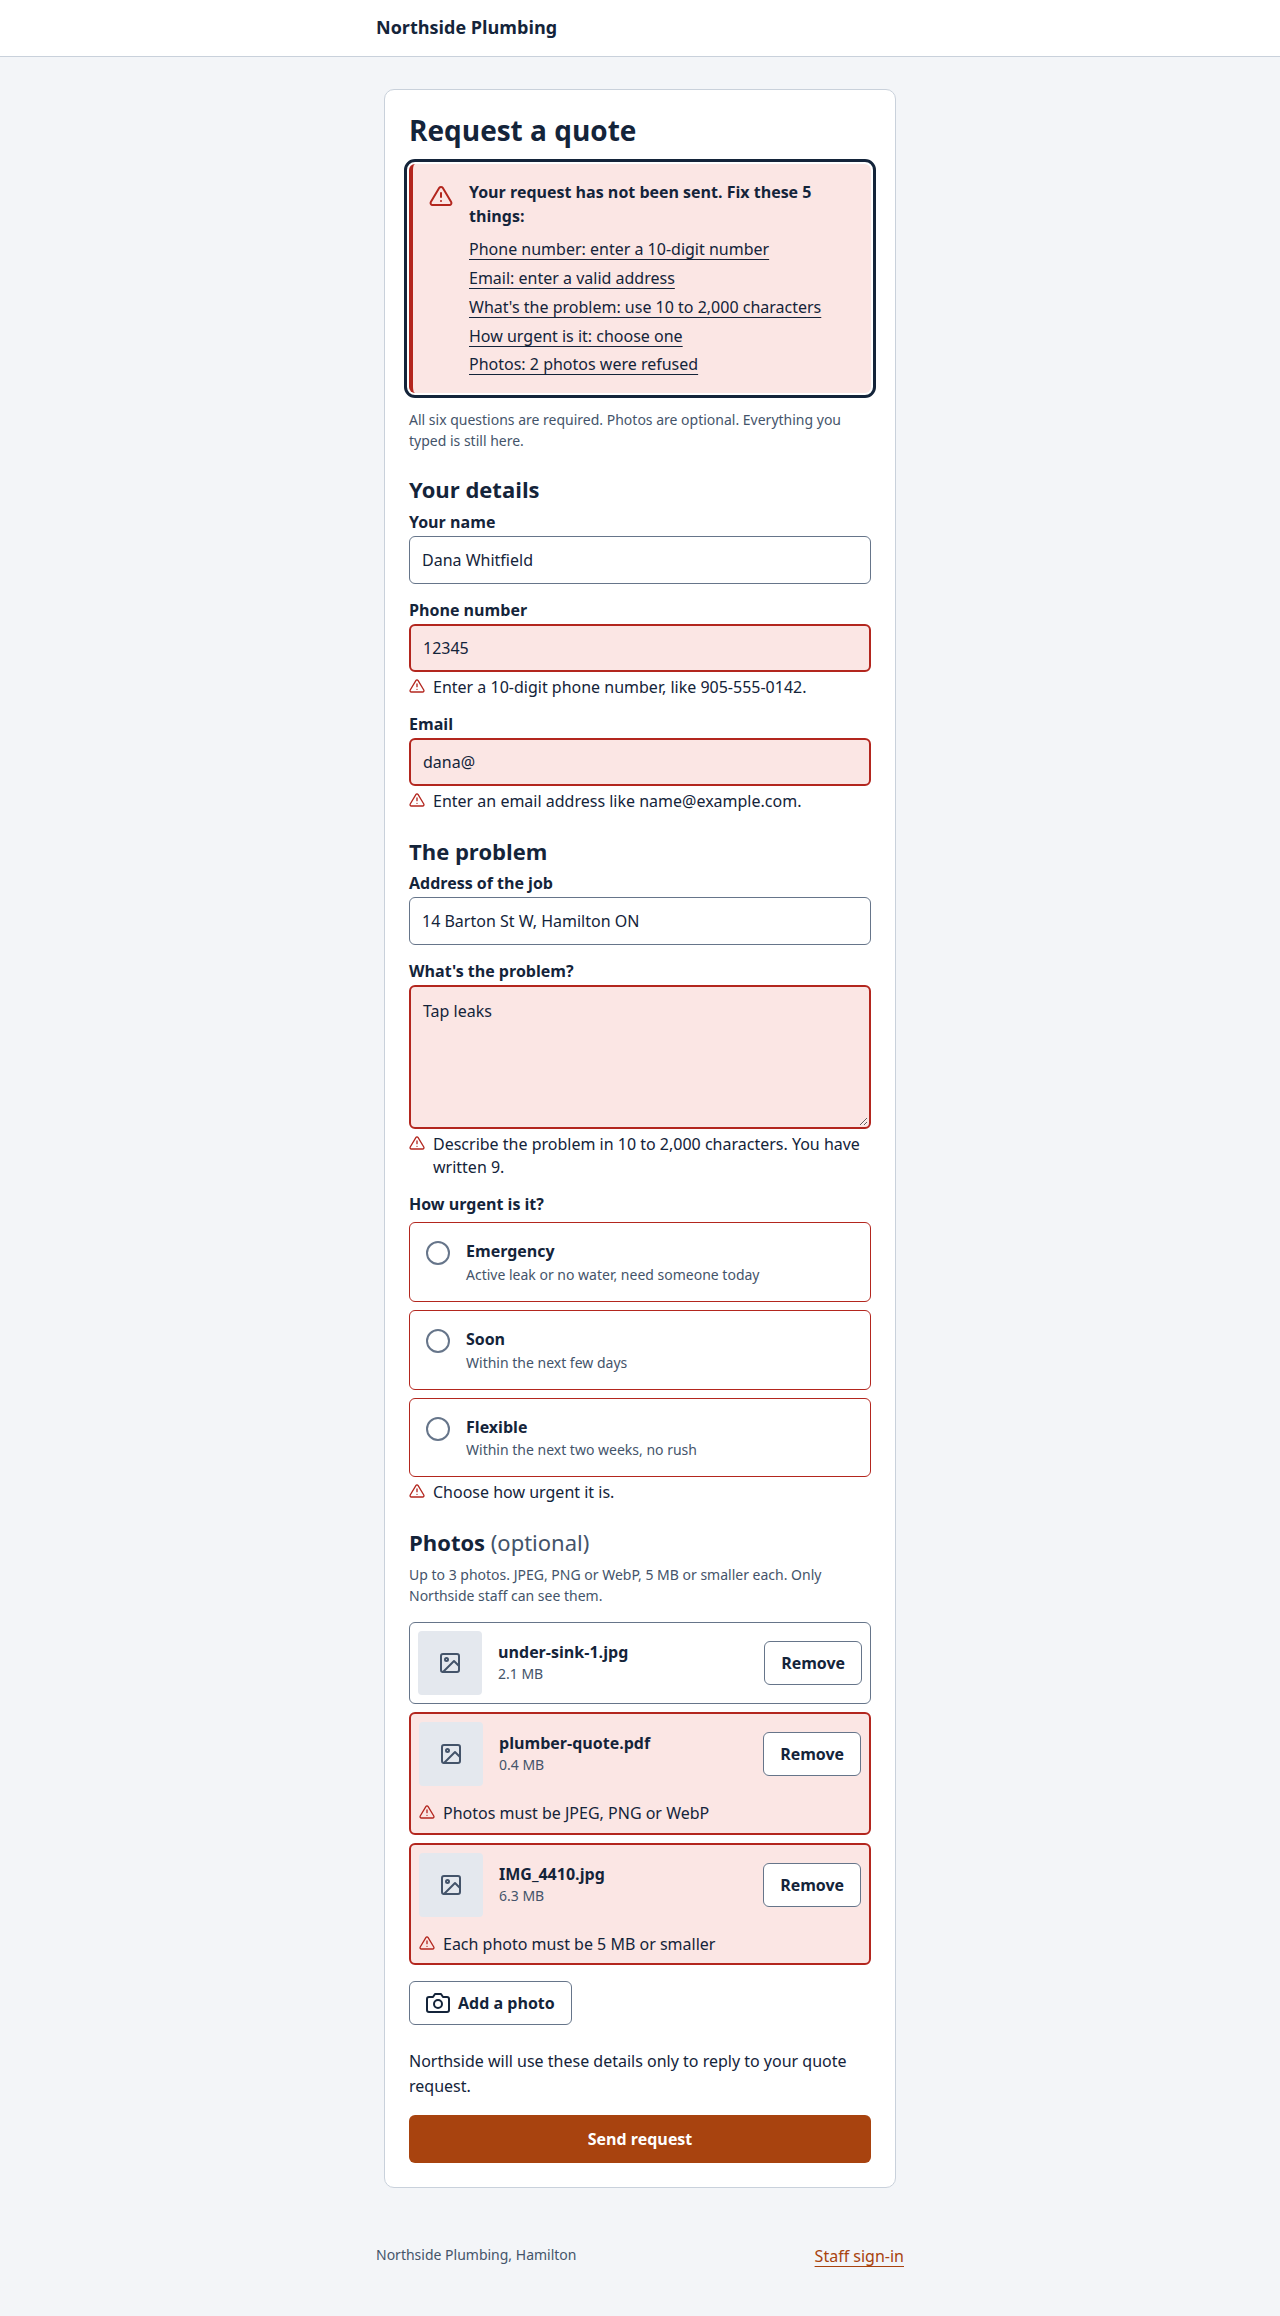 Northside Plumbing
Request a quote
Your request has not been sent. Fix these 5
things:
Phone number: enter a 10-digit number
Email: enter a valid address
What's the problem: use 10 to 2,000 characters
How urgent is it: choose one
Photos: 2 photos were refused
All six questions are required. Photos are optional. Everything you
typed is still here.
Your details
Your name
Dana Whitfield
Phone number
12345
Enter a 10-digit phone number, like 905-555-0142.
Email
dana@
Enter an email address like name@example.com.
The problem
Address of the job
14 Barton St W, Hamilton ON
What's the problem?
Tap leaks
Describe the problem in 10 to 2,000 characters. You have
written 9.
How urgent is it?
Emergency
Active leak or no water, need someone today
Soon
Within the next few days
Flexible
Within the next two weeks, no rush
Choose how urgent it is.
Photos (optional)
Up to 3 photos. JPEG, PNG or WebP, 5 MB or smaller each. Only
Northside staff can see them.
under-sink-1.jpg
2.1 MB
Remove
plumber-quote.pdf
0.4 MB
Remove
Photos must be JPEG, PNG or WebP
IMG_4410.jpg
6.3 MB
Remove
Each photo must be 5 MB or smaller
Add a photo
Northside will use these details only to reply to your quote
request.
Send request
Northside Plumbing, Hamilton
Staff sign-in